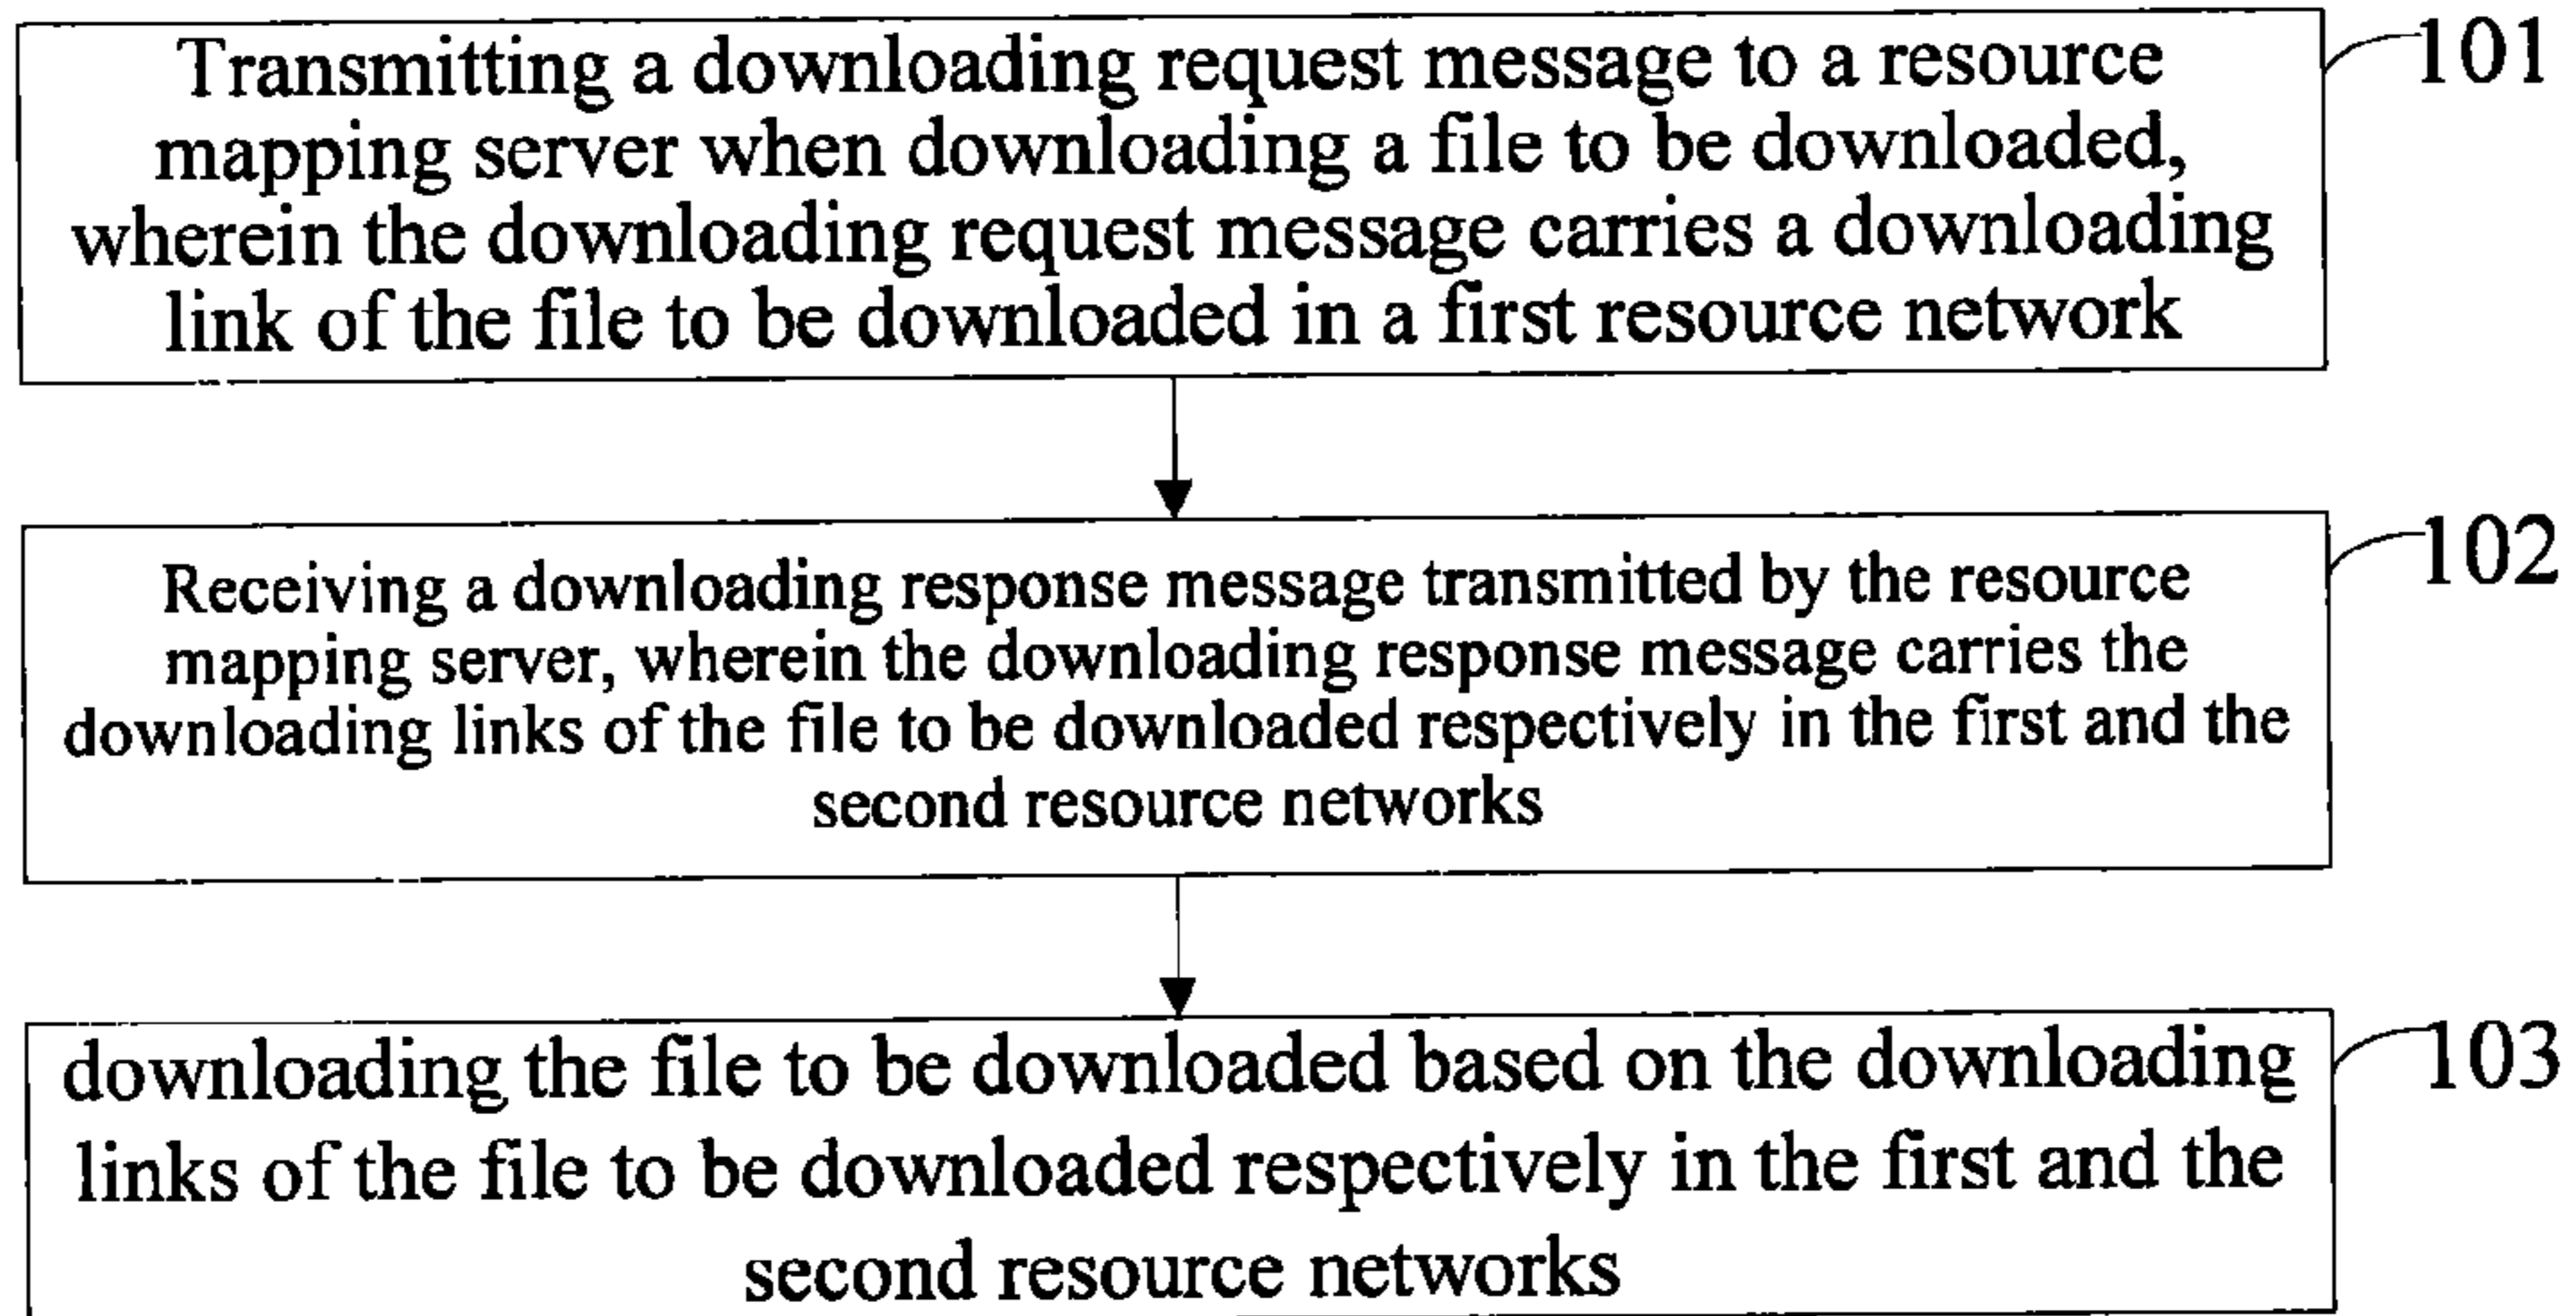 Transmitting a downloading request message to a resource
101
mapping server when downloading a file to be downloaded,
wherein the downloading request message carries a downloading
link of the file to be downloaded in a first resource network
Receiving a downloading response message transmitted by the resource
102
mapping server, wherein the downloading response message carries the
downloading links of the file to be downloaded respectively in the first and the
second resource networks
downloading the file to be downloaded based on the downloading
103
links of the file to be downloaded respectively in the first and the
second resource networks